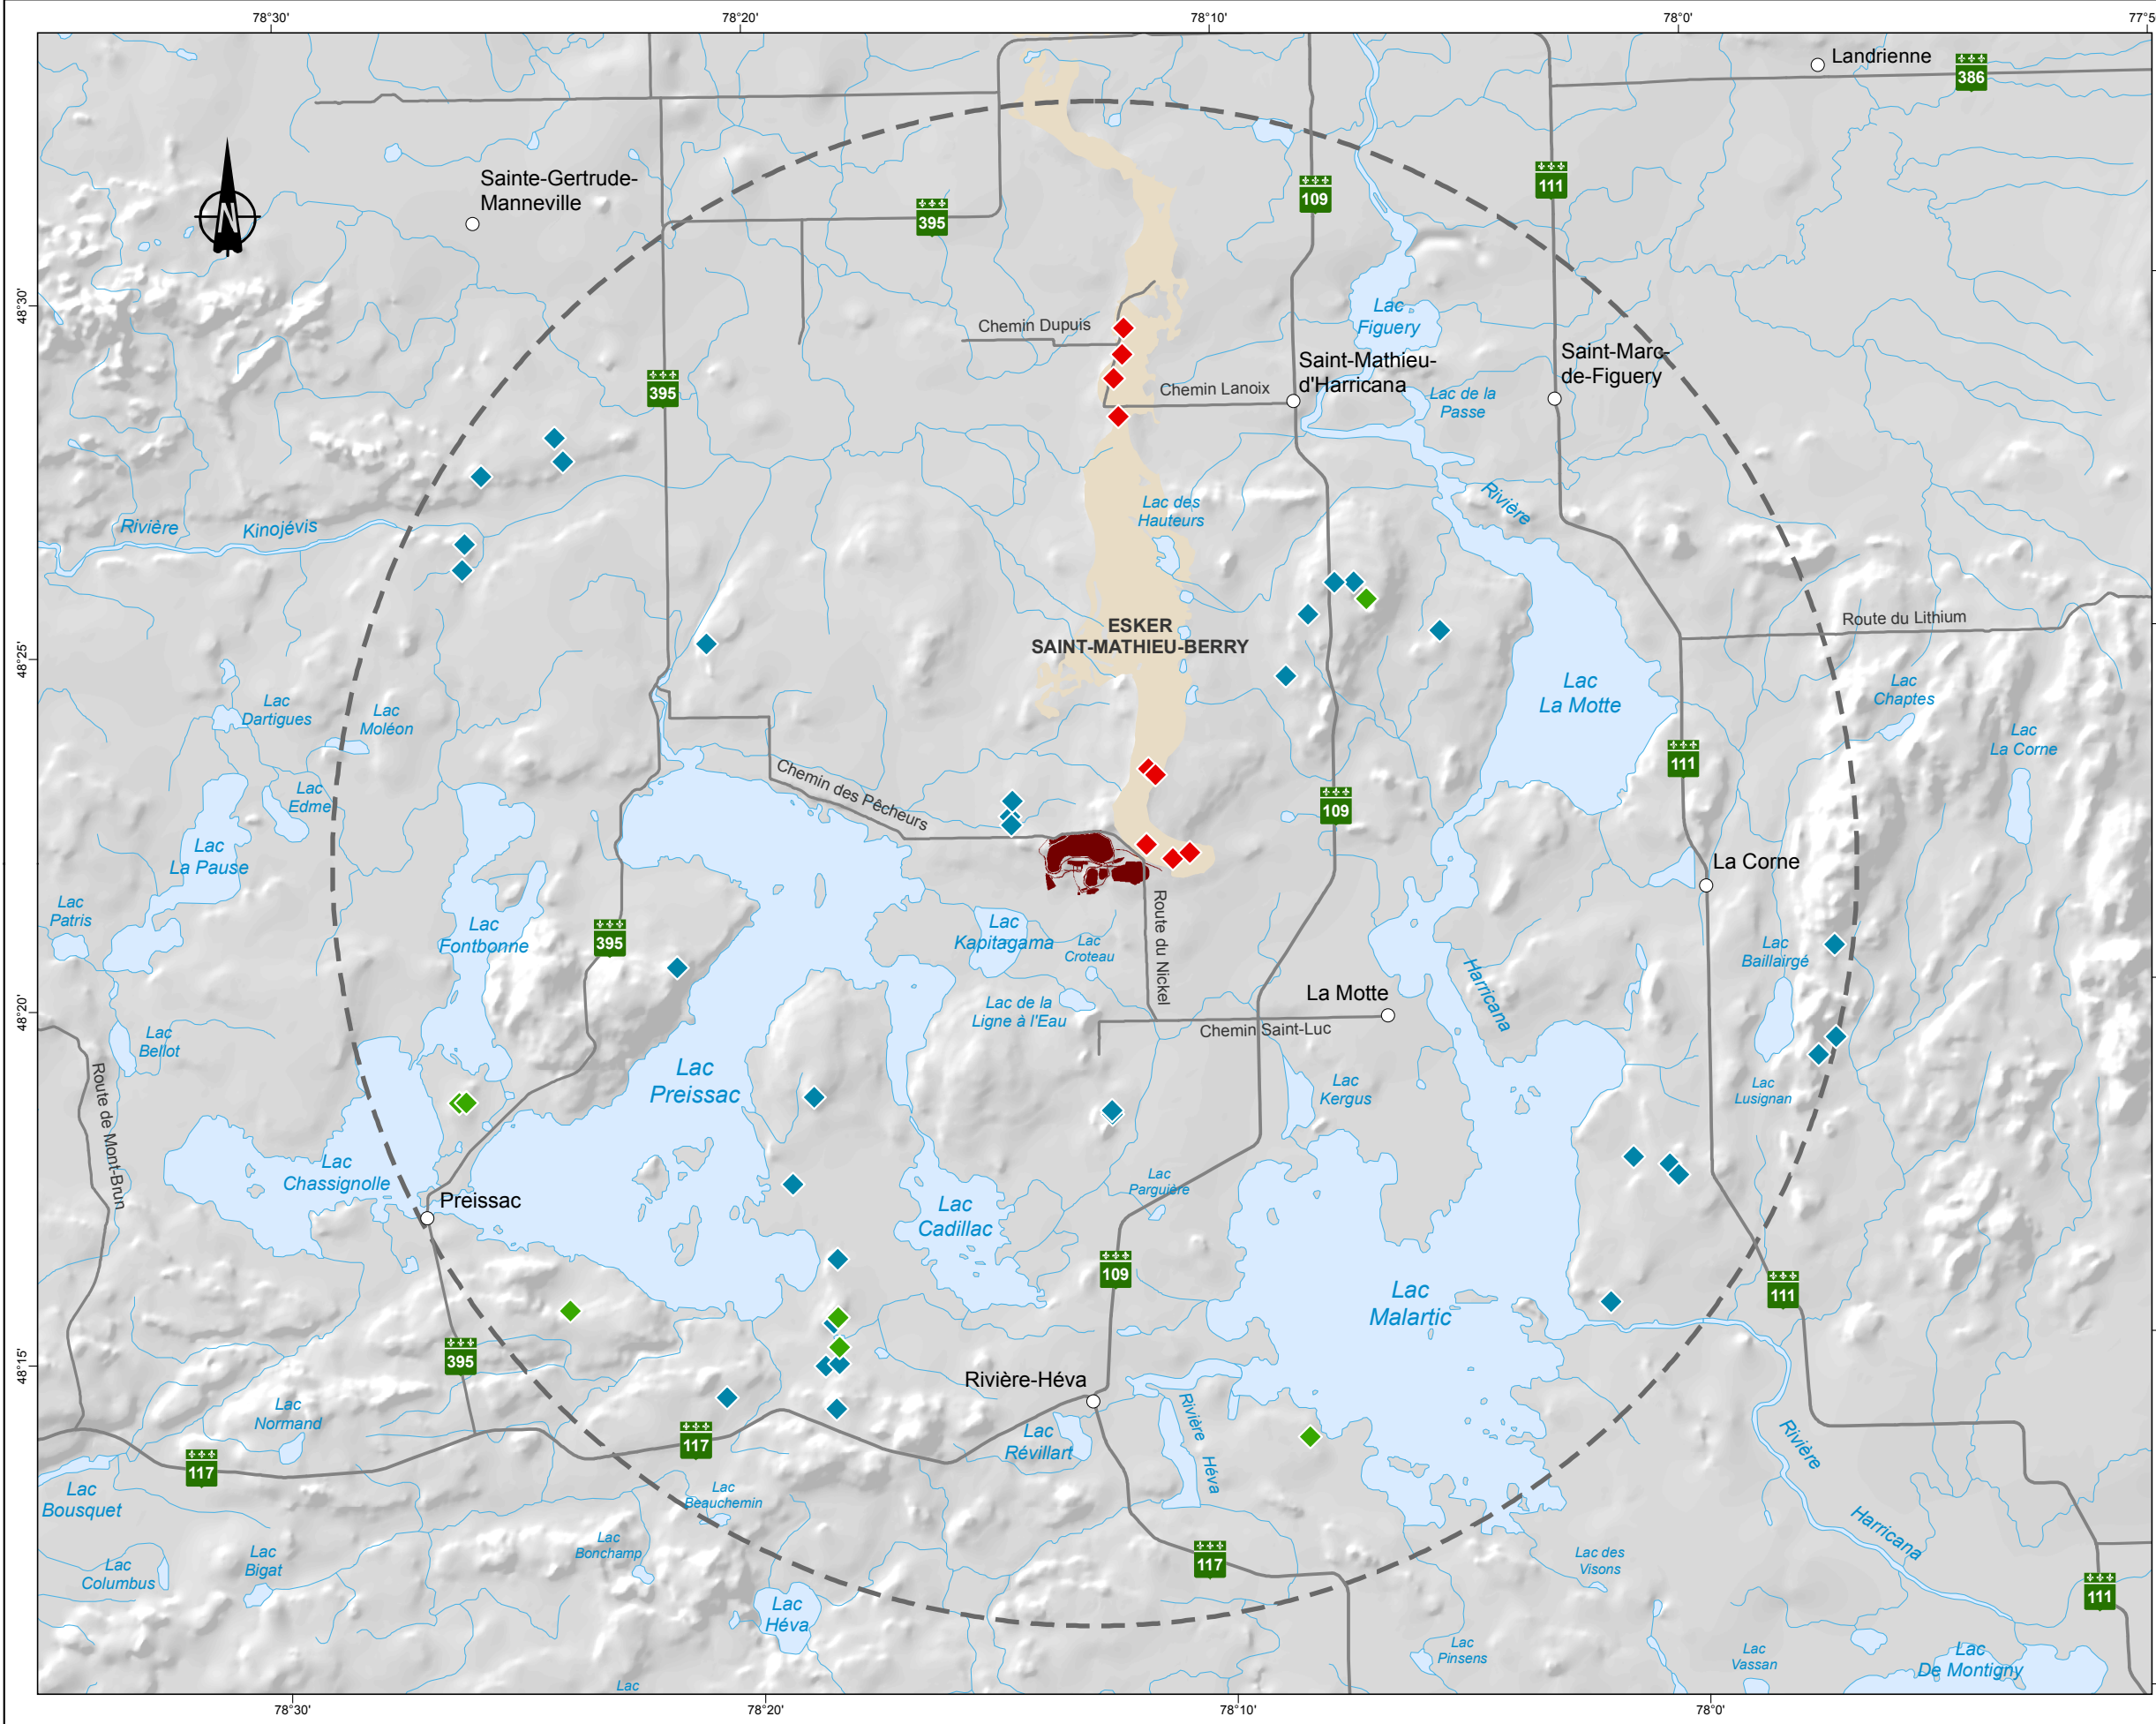 78°30'
78°20'
78°10'
78°0'
77°5
Landrienne
386
Sainte-Gertrude-
Manneville
111
109
395
N
48°30'
Lac
Figuery
Chemin Dupuis
Saint-Mathieu-
d'Harricana
Saint-Marc-
de-Figuery
395
Chemin Lanoix
Lac de la
Passe
Rivière
Kinojévis
Lac des
Hauteurs
Rivière
ESKER
SAINT-MATHIEU-BERRY
Route du Lithium
48°25'
Lac
Dartigues
Lac
Moléon
Lac
La Motte
Lac
Chaptes
Lac
La Corne
111
Lac
Edme
Chemin des Pêcheurs
109
Lac
La Pause
La Corne
Lac
Patris
Lac
Fontbonne
395
Lac
Kapitagama
Lac
Croteau
Route du Nickel
Lac
Baillairgé
Harricana
La Motte
48°20'
Lac de la
Ligne à l'Eau
Chemin Saint-Luc
Lac
Bellot
Route de Mont-Brun
Lac
Preissac
Lac
Kergus
Lac
Lusignan
Lac
Chassignolle
Lac
Parguière
Preissac
Lac
Cadillac
109
111
Lac
Malartic
48°15'
395
Rivière-Héva
Lac
Normand
117
117
Lac
Révillart
Rivière
Héva
Rivière
Lac
Bousquet
Lac
Beauchemin
Harricana
Lac
Bonchamp
117
Lac
Columbus
Lac
Bigat
Lac des
Visons
111
Lac
Héva
Lac
Pinsens
Lac
Vassan
Lac
De Montigny
Lac
78°30'
78°20'
78°10'
78°0'